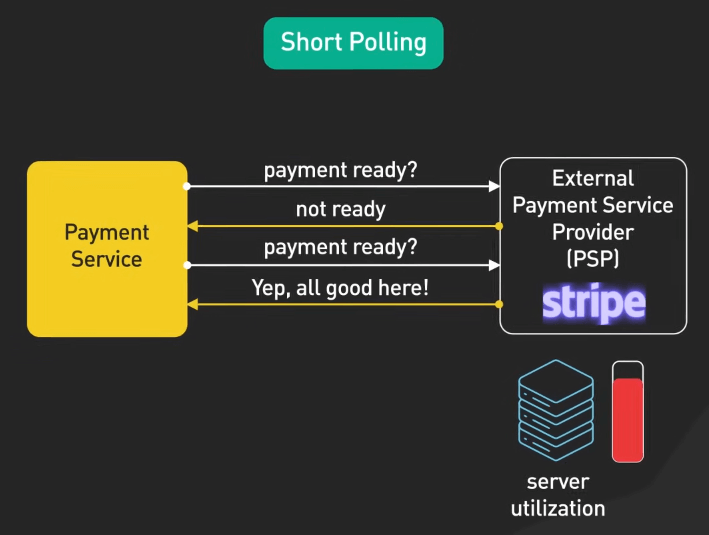 Short Polling
payment ready?
not ready
payment ready?
Yep, all good here!
Payment
Service
External
Payment Service
Provider
(PSP)
stripe
server
utilization